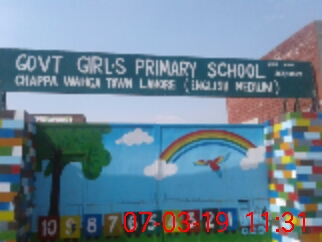 GOVT GIRLS PRIMARY SCHOOL
CHAPPA WAHGA TOWN LAHORE (ENGLISH MEDIUM)
10 9 8 7
07-03-19 11:31